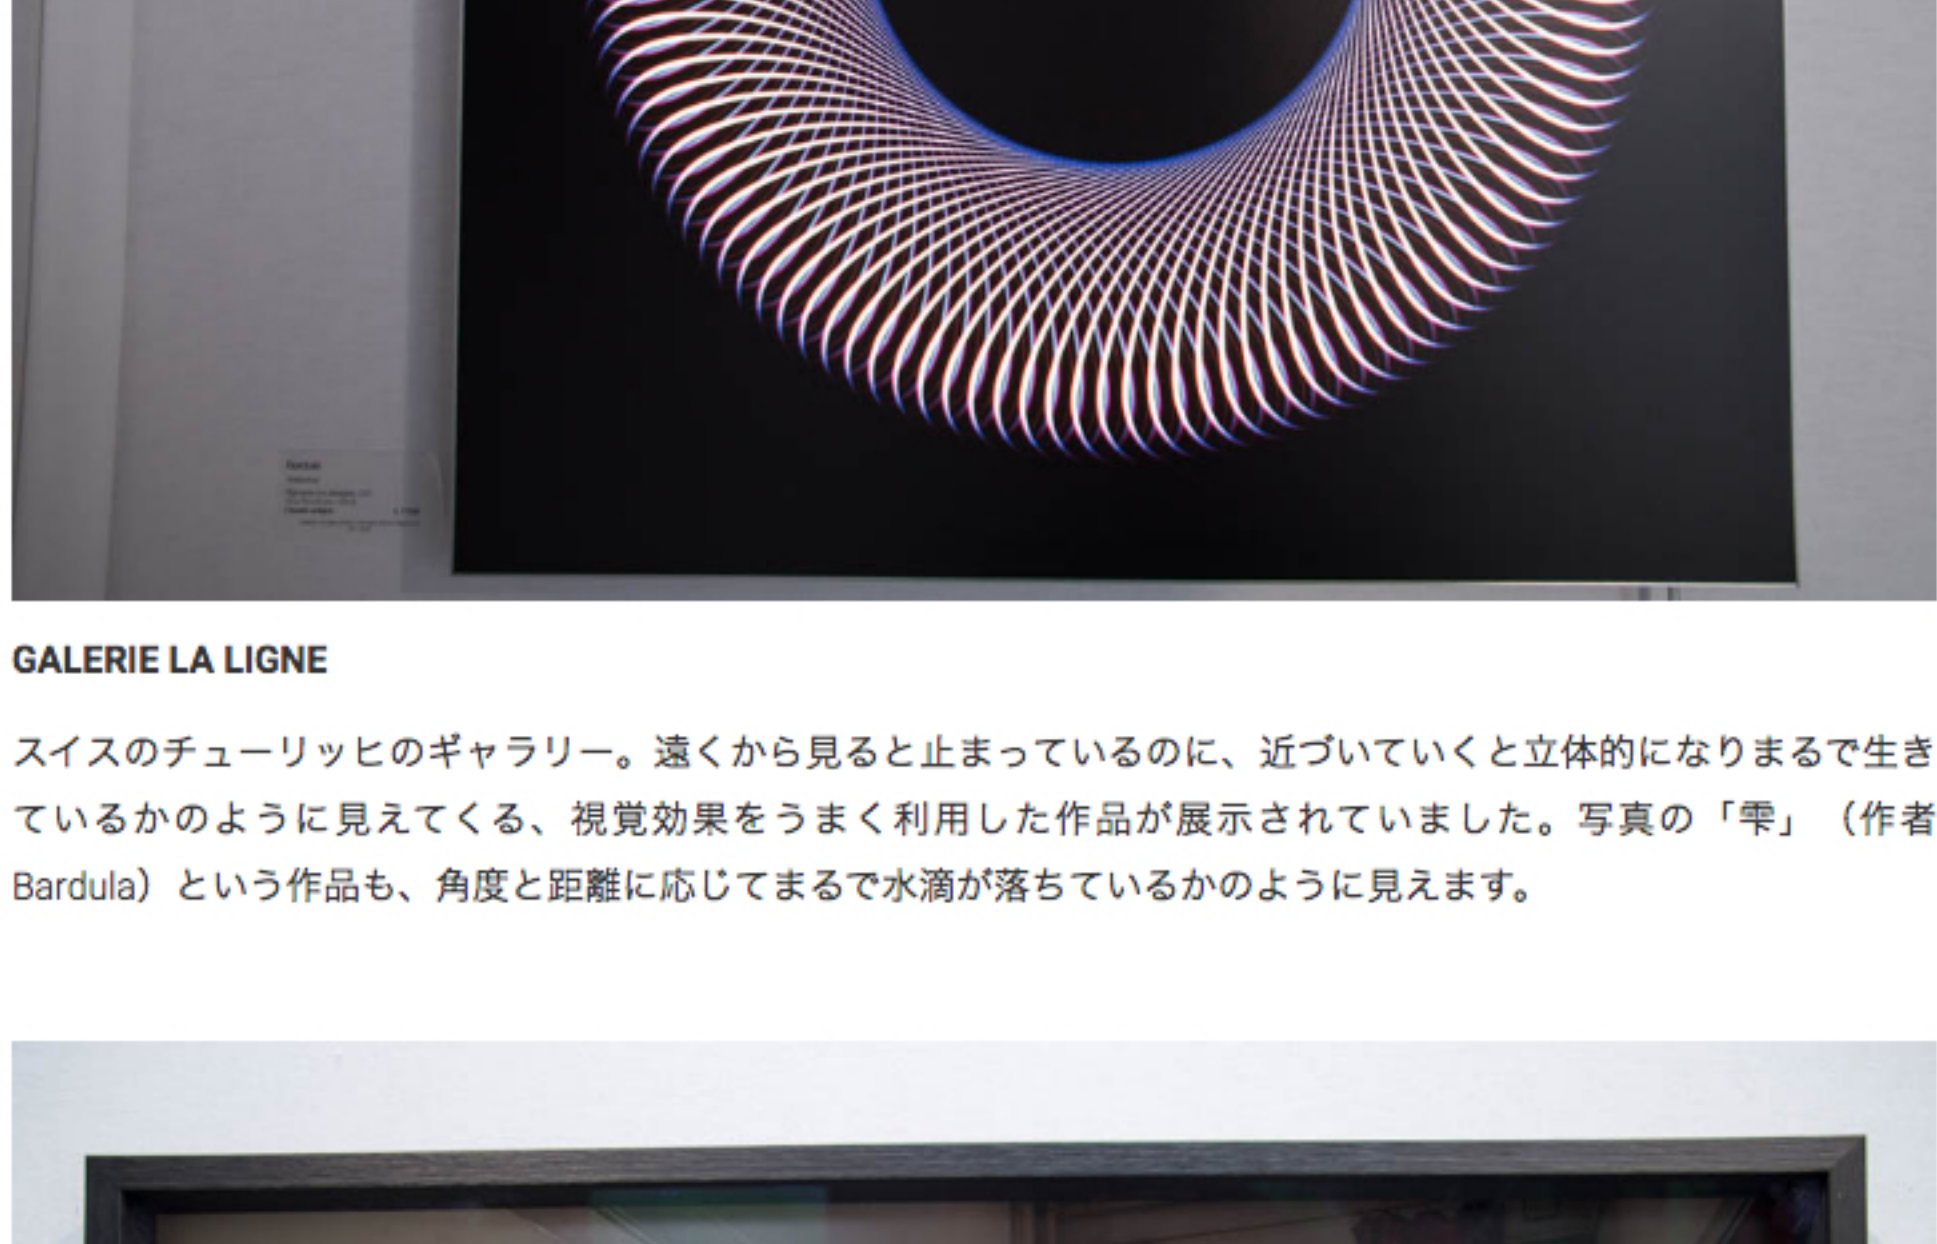 GALERIE LA LIGNE
スイスのチューリッヒのギャラリー。遠くから見ると止まっているのに、近づいていくと立体的になりまるで生き
ているかのように見えてくる、視覚効果をうまく利用した作品が展示されていました。写真の「雫」（作者
Bardula）という作品も、角度と距離に応じてまるで水滴が落ちているかのように見えます。